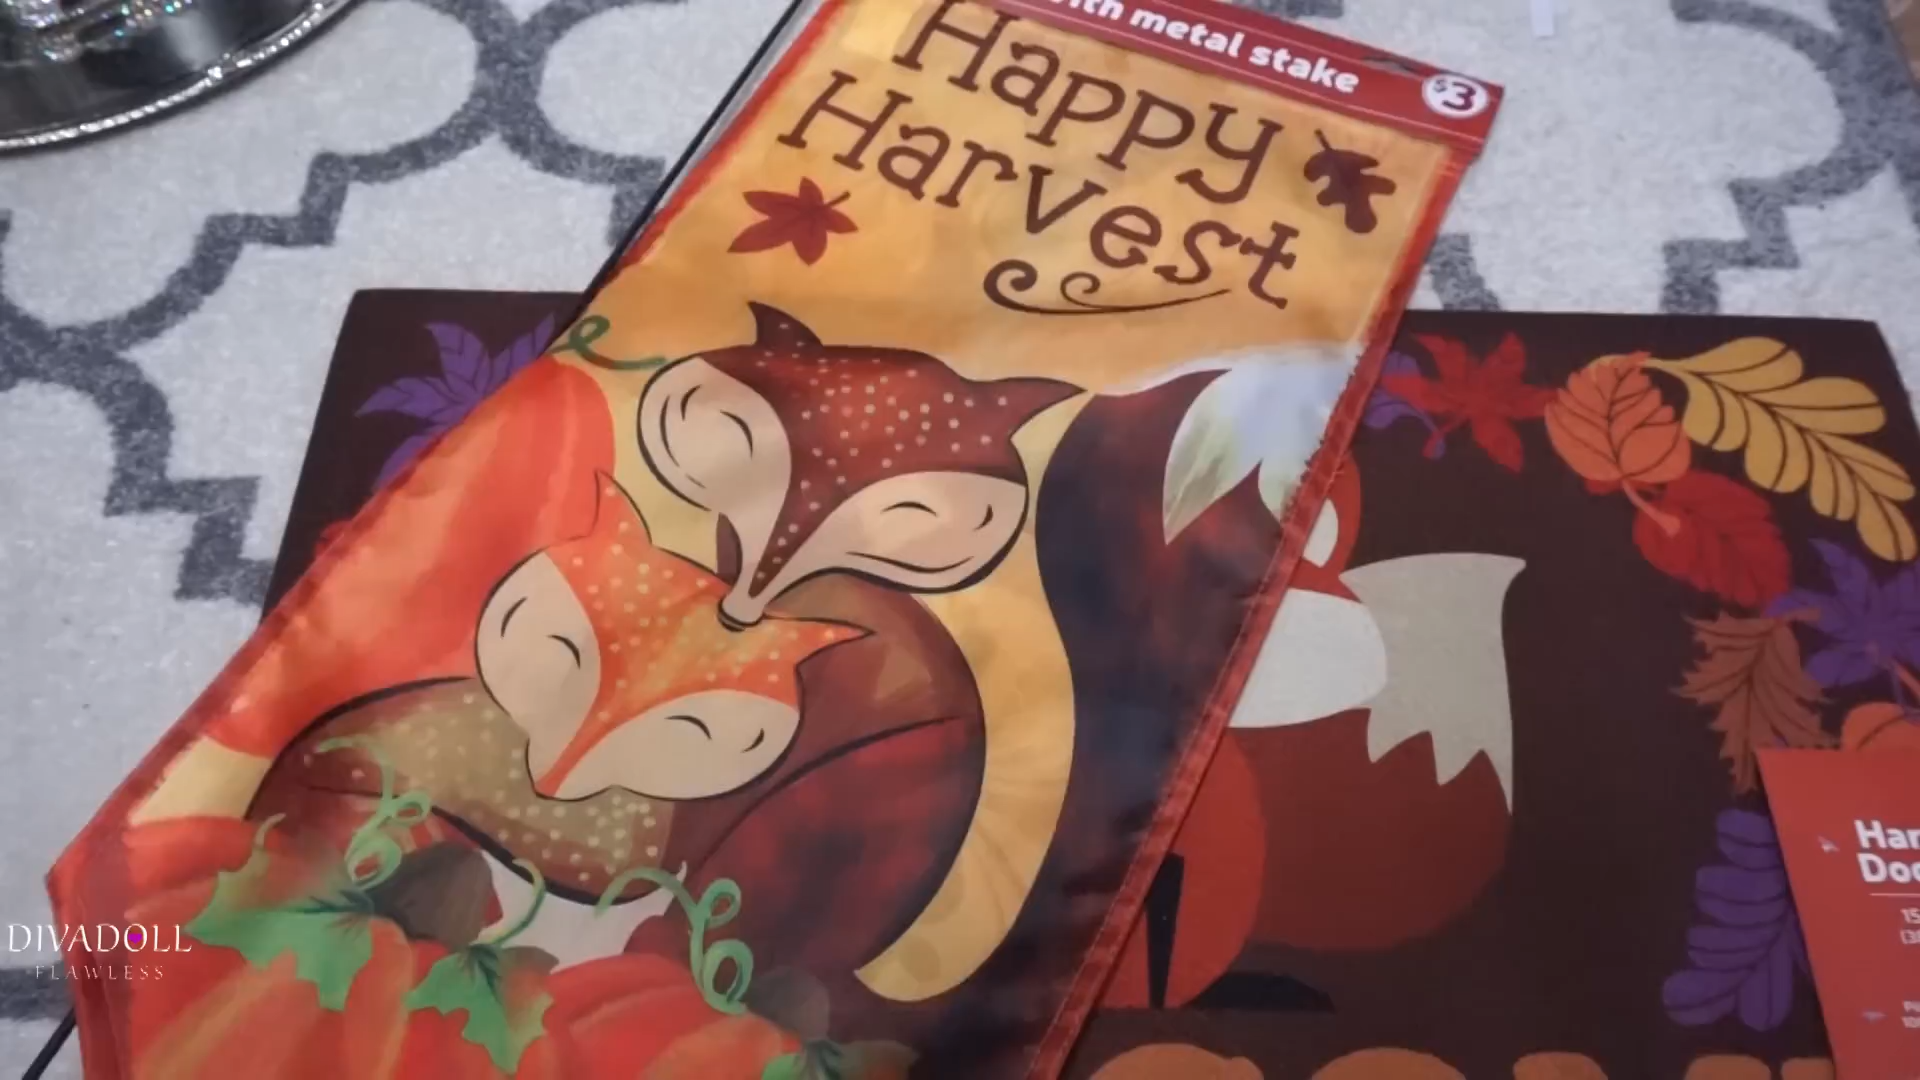 with metal stake
$3
Happy
Harvest
DIVADOLL
FLAWLESS